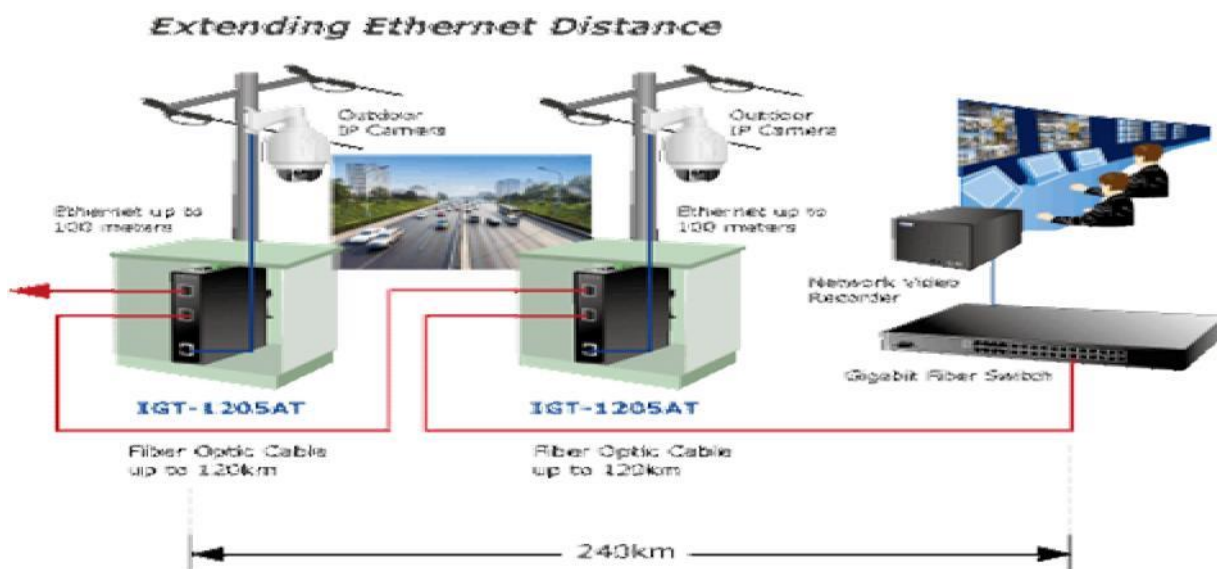 Extending Ethernet Distance
Outdoor
IP Camera
Outdoor
IP Camera
Ethernet up to
100 meters
Ethernet up to
100 meters
Network Video
Recorder
Gigabit Fiber Switch
IGT-1205AT
IGT-1205AT
Fiber Optic Cable
up to 120km
Fiber Optic Cable
up to 120km
240km